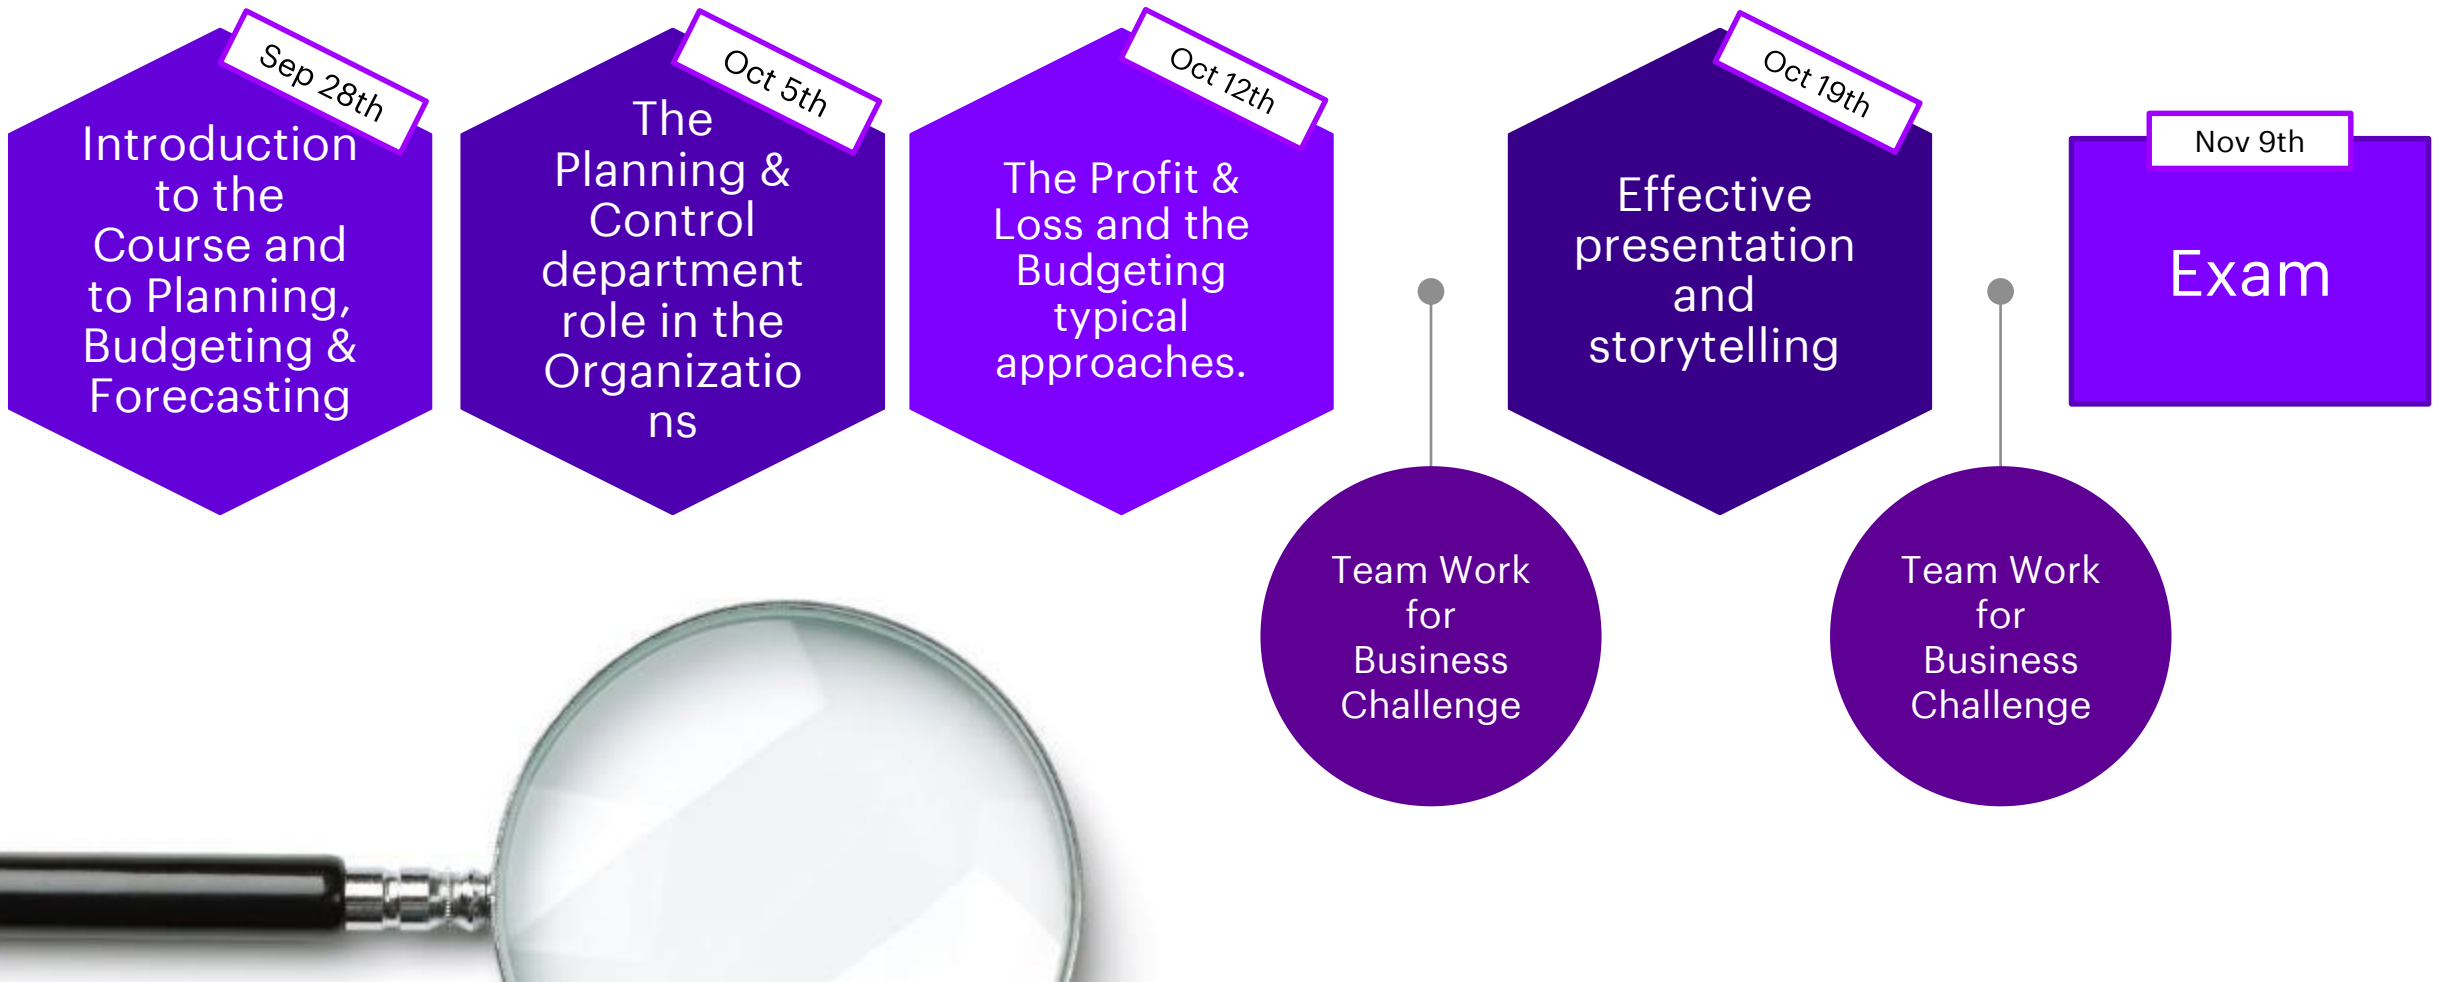 Sep 28th
Introduction
to the
Course and
to Planning,
Budgeting &
Forecasting
Oct 5th
The
Planning &
Control
department
role in the
Organizatio
ns
Oct 12th
The Profit &
Loss and the
Budgeting
typical
approaches.
Team Work
for
Business
Challenge
Oct 19th
Effective
presentation
and
storytelling
Team Work
for
Business
Challenge
Nov 9th
Exam